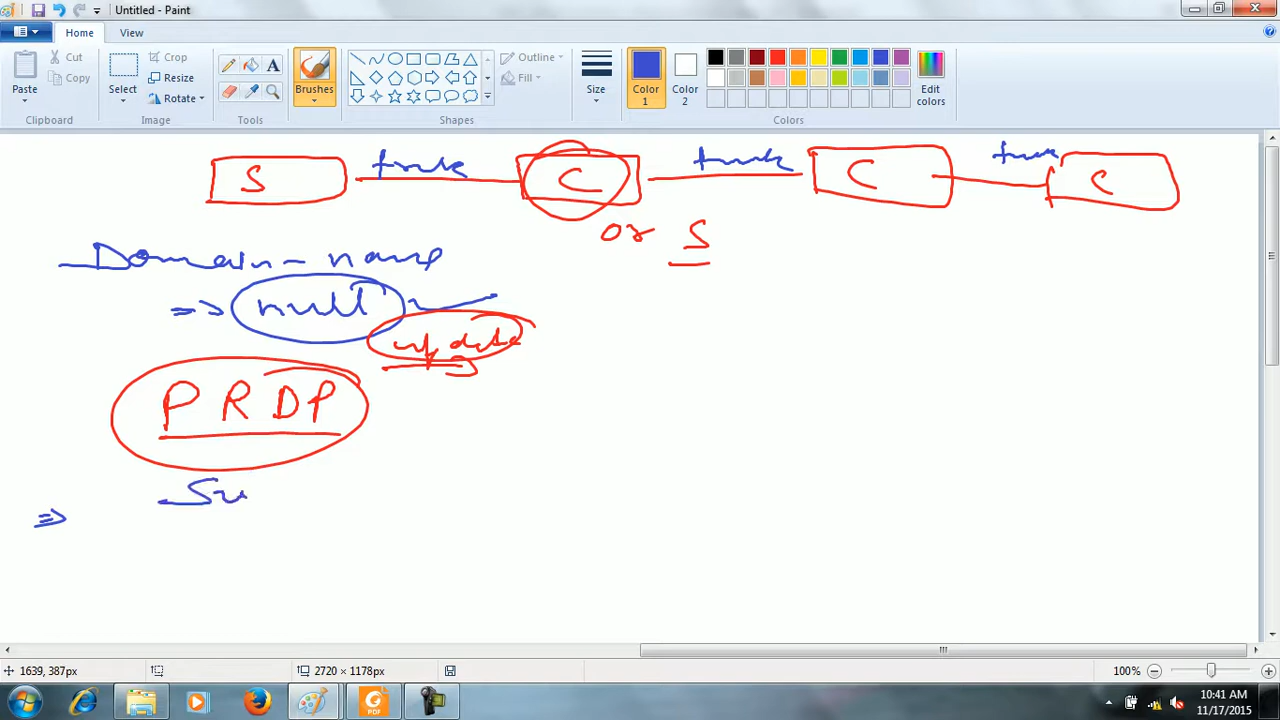 Untitled - Paint
Home View
Paste
Cut
Copy
Clipboard
Select
Crop
Resize
Rotate
Image
Tools
Brushes
Shapes
Outline
Fill
Size
Color 1
Color 2
Edit colors
Colors
S trunk C trunk C trunk C
or S
Domain-name
=> null
update
PRDP
1639, 387px
2720 × 1178px
100%
10:41 AM
11/17/2015